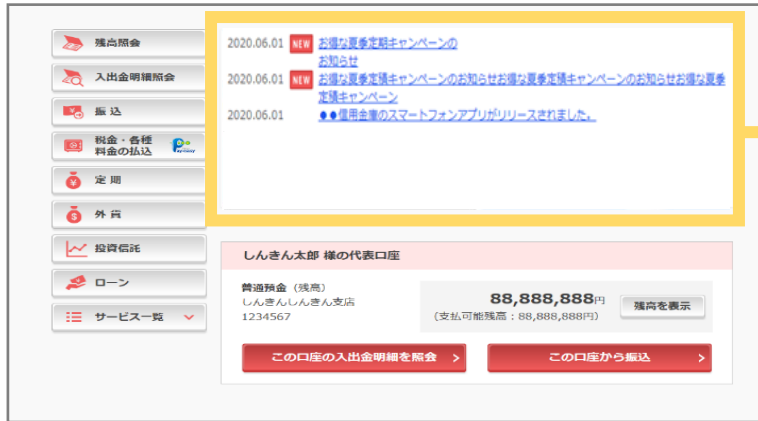 残高照会
入出金明細照会
振込
税金・各種
料金の払込
Pay-easy
定期
外貨
投資信託
ローン
サービス一覧
2020.06.01 NEW お得な夏季定期キャンペーンの
お知らせ
2020.06.01 NEW お得な夏季定積キャンペーンのお知らせお得な夏季定積キャンペーンのお知らせお得な夏季
定積キャンペーン
2020.06.01 ●●信用金庫のスマートフォンアプリがリリースされました。
しんきん太郎 様の代表口座
普通預金（残高）
しんきんしんきん支店
1234567
88,888,888円
(支払可能残高：88,888,888円)
残高を表示
この口座の入出金明細を照会
この口座から振込